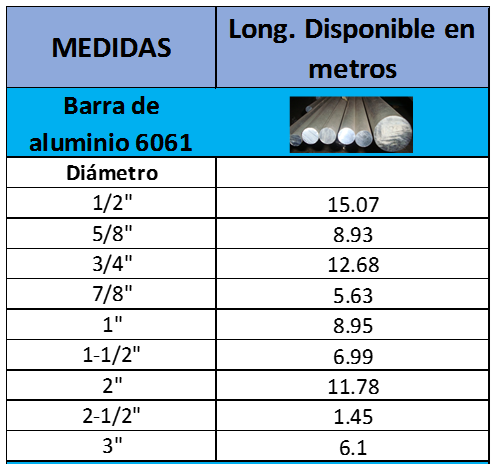 MEDIDAS
Long. Disponible en
metros
Barra de
aluminio 6061
Diámetro
1/2" 15.07
5/8" 8.93
3/4" 12.68
7/8" 5.63
1" 8.95
1-1/2" 6.99
2" 11.78
2-1/2" 1.45
3" 6.1